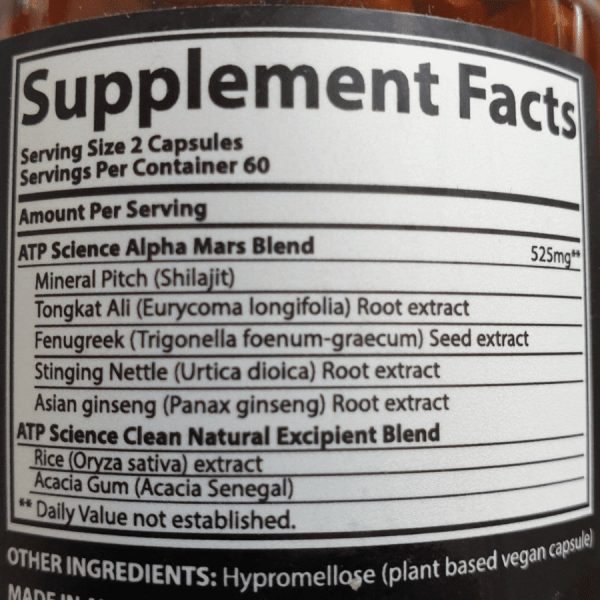 Supplement Facts
Serving Size 2 Capsules
Servings Per Container 60
Amount Per Serving
ATP Science Alpha Mars Blend 525mg**
Mineral Pitch (Shilajit)
Tongkat Ali (Eurycoma longifolia) Root extract
Fenugreek (Trigonella foenum-graecum) Seed extract
Stinging Nettle (Urtica dioica) Root extract
Asian ginseng (Panax ginseng) Root extract
ATP Science Clean Natural Excipient Blend
Rice (Oryza sativa) extract
Acacia Gum (Acacia Senegal)
** Daily Value not established.
OTHER INGREDIENTS: Hypromellose (plant based vegan capsule)
MADE IN